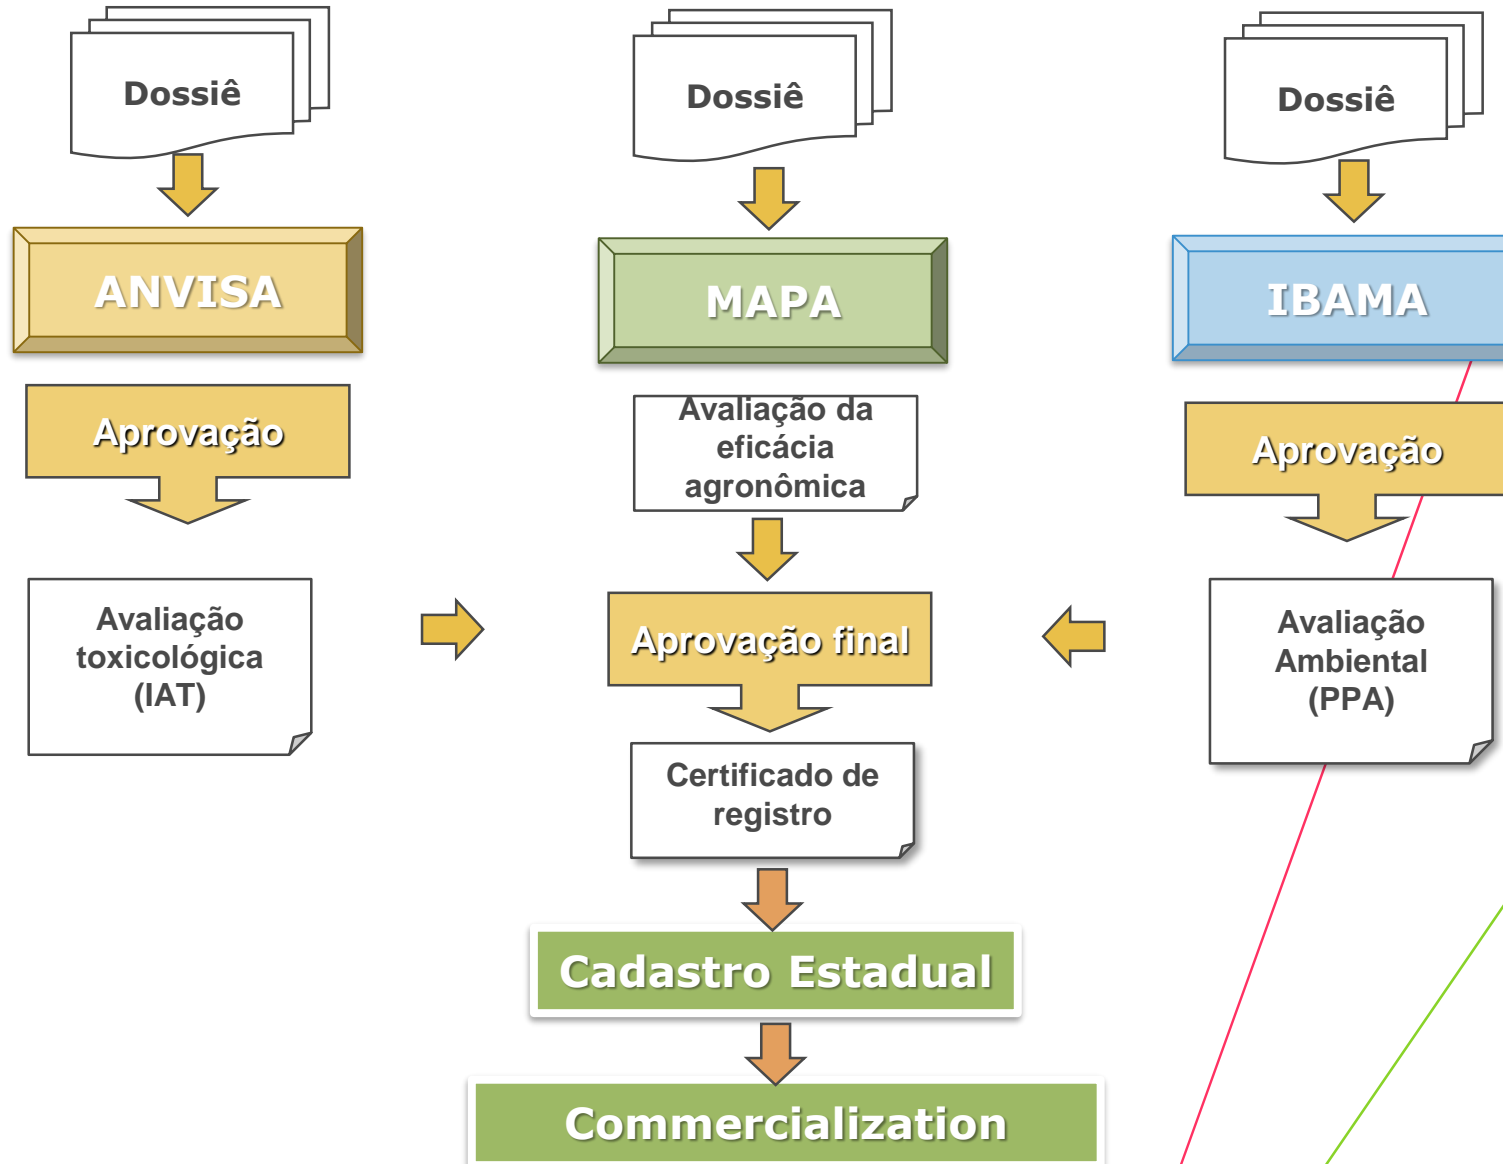 Dossiê
Dossiê
Dossiê
ANVISA
MAPA
IBAMA
Aprovação
Avaliação da
eficácia
agronômica
Aprovação
Avaliação
toxicológica
(IAT)
Aprovação final
Avaliação
Ambiental
(PPA)
Certificado de
registro
Cadastro Estadual
Commercialization